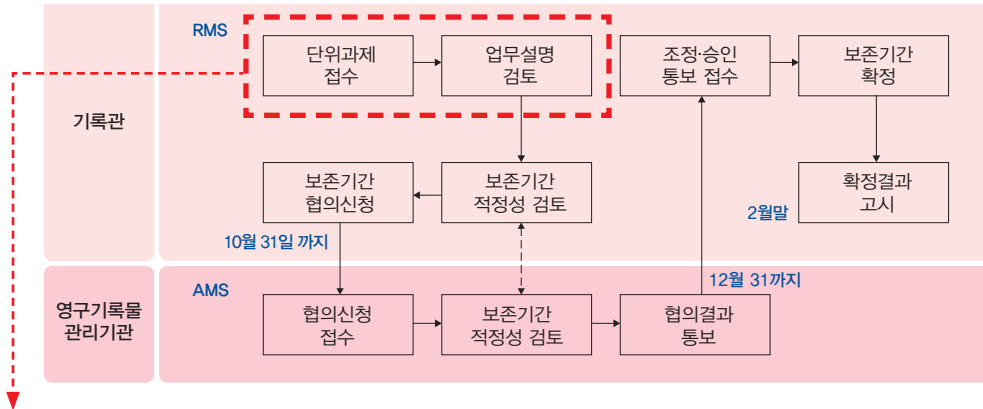 RMS
단위과제
접수
업무설명
검토
조정·승인
통보 접수
보존기간
확정
기록관
보존기간
협의신청
보존기간
적정성 검토
확정결과
고시
2월말
10월 31일 까지
12월 31까지
AMS
영구기록물
관리기관
협의신청
접수
보존기간
적정성 검토
협의결과
통보